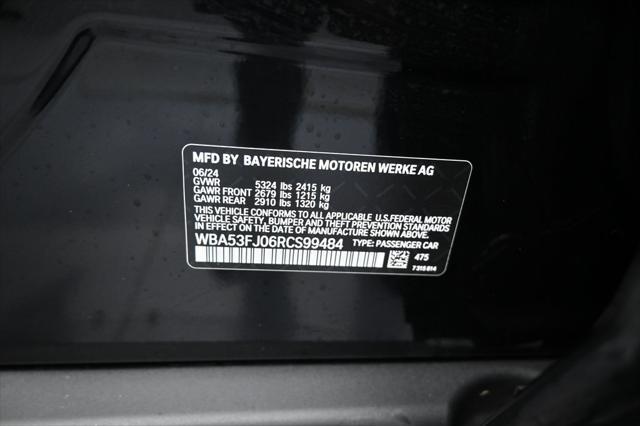 MFD BY BAYERISCHE MOTOREN WERKE AG
06/24
GVWR 5324 lbs 2415 kg
GAWR FRONT 2679 lbs 1215 kg
GAWR REAR 2910 lbs 1320 kg
THIS VEHICLE CONFORMS TO ALL APPLICABLE U.S.FEDERAL MOTOR
VEHICLE SAFETY, BUMPER AND THEFT PREVENTION STANDARDS
IN EFFECT ON THE DATE OF MANUFACTURE SHOWN ABOVE.
WBA53FJ06RCS99484 TYPE: PASSENGER CAR
475
7 315 614